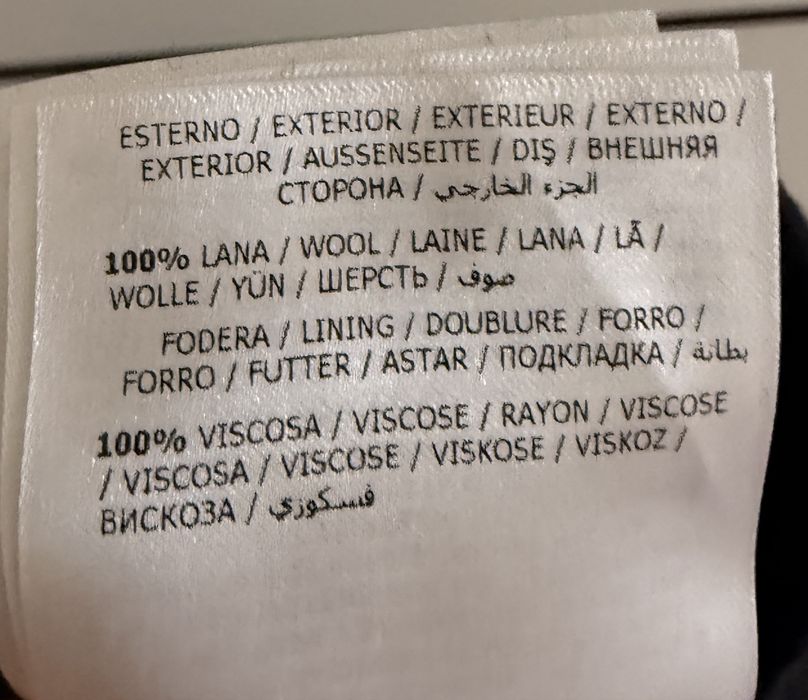 ESTERNO / EXTERIOR / EXTERIEUR / EXTERNO /
EXTERIOR / AUSSENSEITE / DIŞ / ВНЕШНЯЯ
СТОРОНА / الجزء الخارجي
100% LANA / WOOL / LAINE / LANA / LÃ /
WOLLE / YÜN / ШЕРСТЬ / صوف
FODERA / LINING / DOUBLURE / FORRO /
FORRO / FUTTER / ASTAR / ПОДКЛАДКА / بطانة
100% VISCOSA / VISCOSE / RAYON / VISCOSE
/ VISCOSA / VISCOSE / VISKOSE / VISKOZ /
ВИСКОЗА / فسكوزي